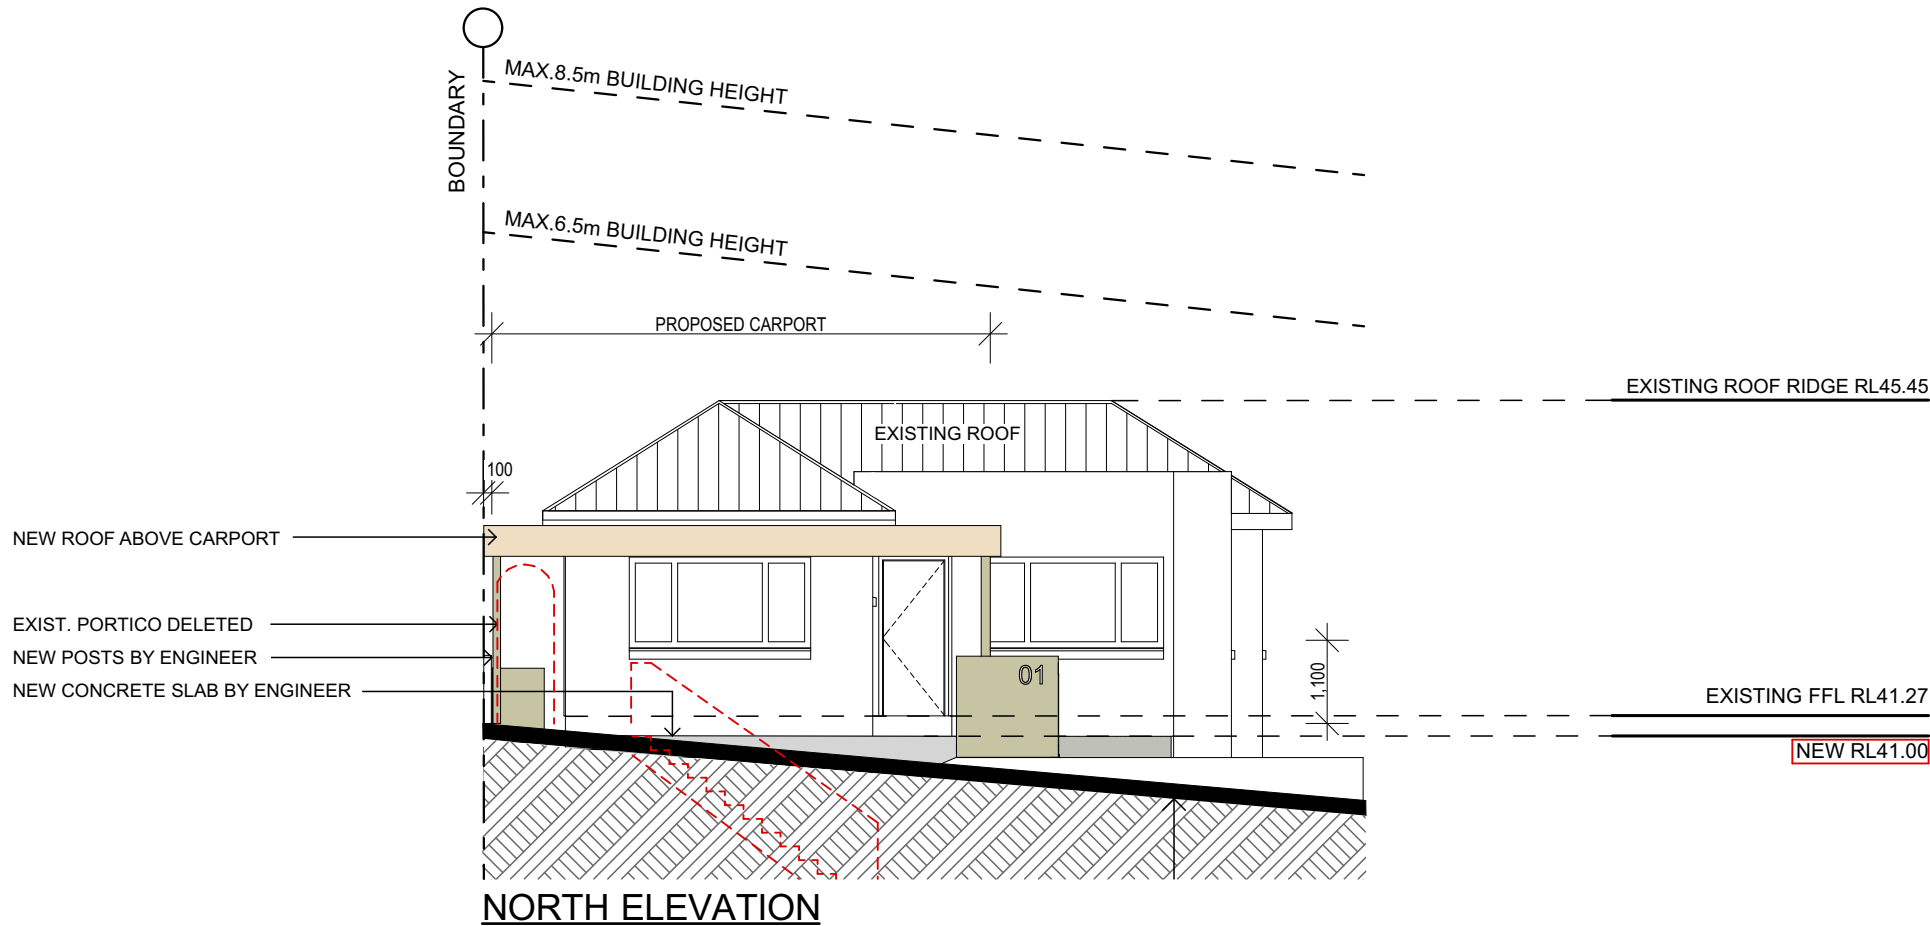 MAX.8.5m BUILDING HEIGHT
BOUNDARY
MAX.6.5m BUILDING HEIGHT
PROPOSED CARPORT
EXISTING ROOF RIDGE RL45.45
EXISTING ROOF
100
NEW ROOF ABOVE CARPORT
EXIST. PORTICO DELETED
NEW POSTS BY ENGINEER
NEW CONCRETE SLAB BY ENGINEER
01
1,100
EXISTING FFL RL41.27
NEW RL41.00
NORTH ELEVATION